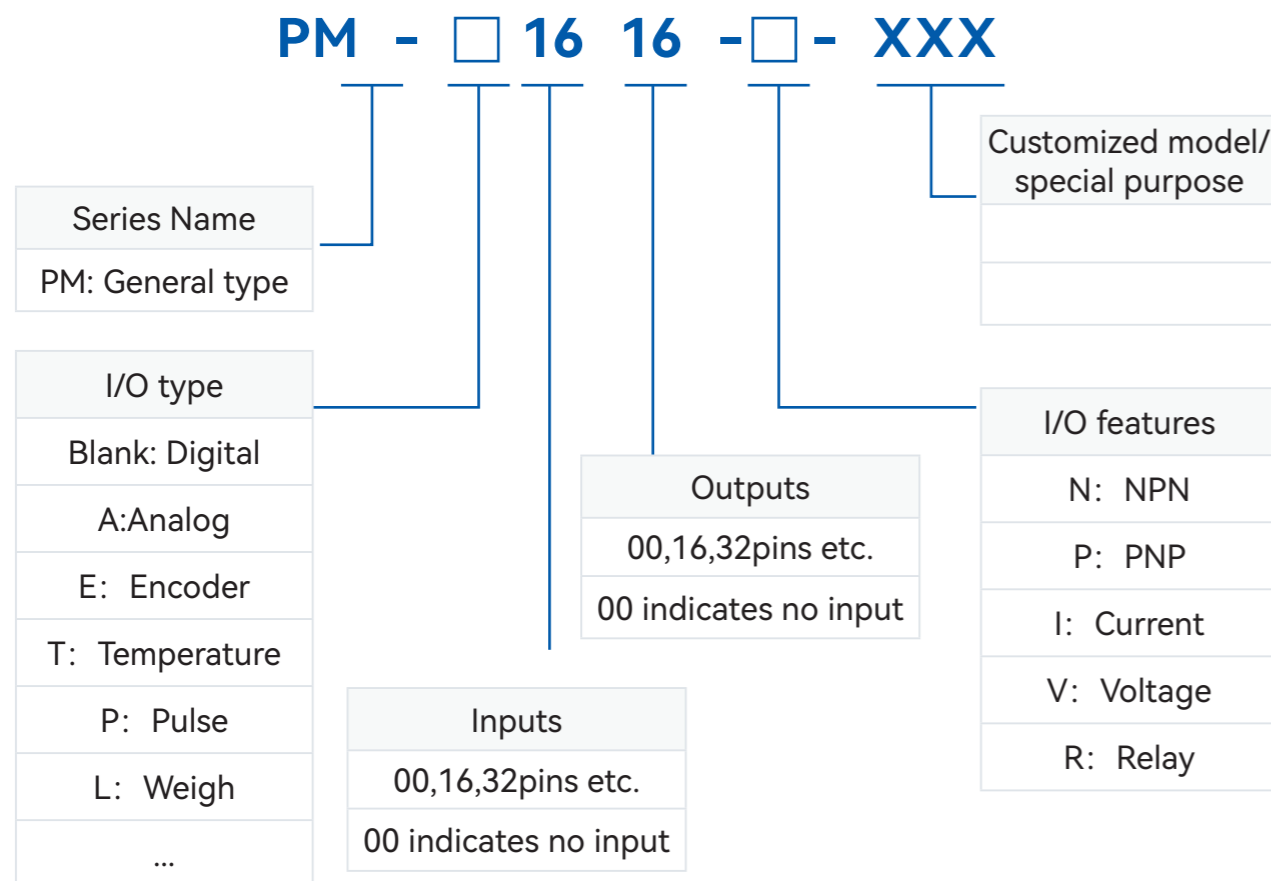 PM - □ 16 16 -□- XXX
Series Name
PM: General type
I/O type
Blank: Digital
A:Analog
E: Encoder
T: Temperature
P: Pulse
L: Weigh
...
Inputs
00,16,32pins etc.
00 indicates no input
Outputs
00,16,32pins etc.
00 indicates no input
Customized model/
special purpose
I/O features
N: NPN
P: PNP
I: Current
V: Voltage
R: Relay